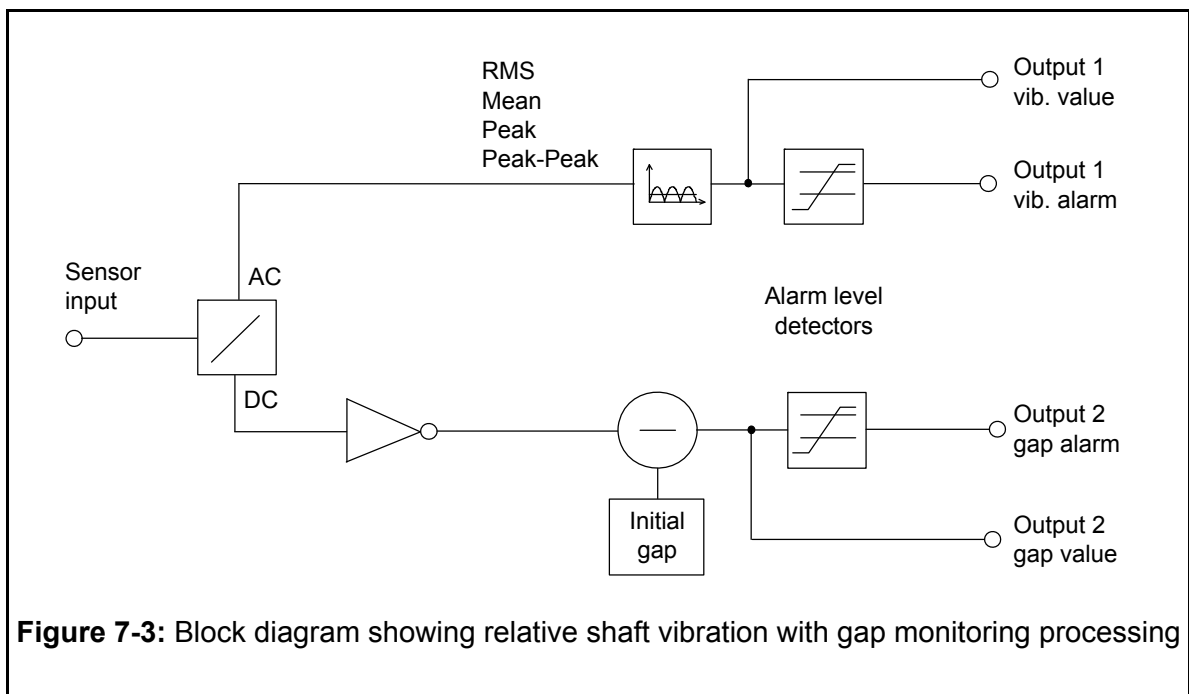 RMS
Mean
Peak
Peak-Peak
Output 1
vib. value
Output 1
vib. alarm
Sensor
input
AC
DC
Alarm level
detectors
Initial
gap
Output 2
gap alarm
Output 2
gap value
Figure 7-3: Block diagram showing relative shaft vibration with gap monitoring processing